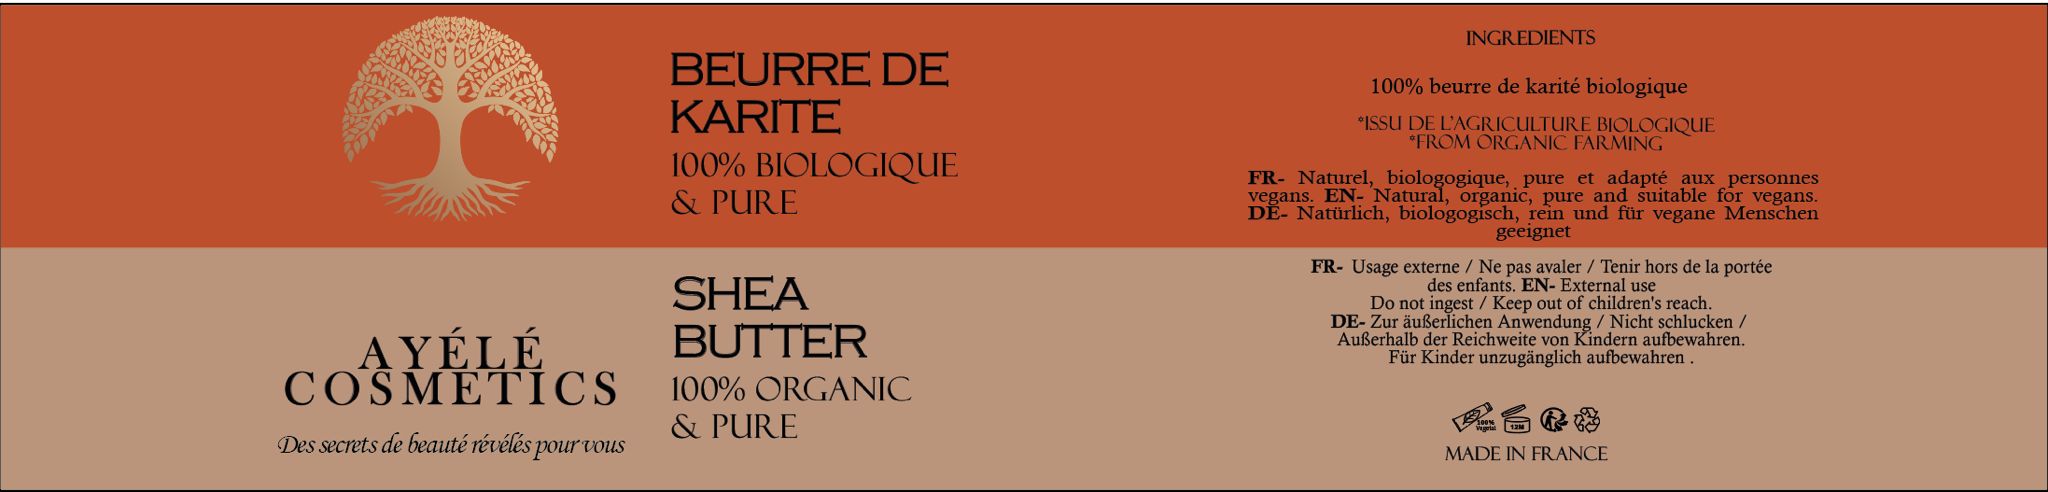 AYÉLÉ
COSMETICS
Des secrets de beauté révélés pour vous
BEURRE DE
KARITE
100% BIOLOGIQUE
& PURE
SHEA
BUTTER
100% ORGANIC
& PURE
INGREDIENTS
100% beurre de karité biologique
*ISSU DE L'AGRICULTURE BIOLOGIQUE
*FROM ORGANIC FARMING
FR- Naturel, biologogique, pure et adapté aux personnes
vegans. EN- Natural, organic, pure and suitable for vegans.
DE- Natürlich, biologogisch, rein und für vegane Menschen
geeignet
FR- Usage externe / Ne pas avaler / Tenir hors de la portée
des enfants. EN- External use
Do not ingest / Keep out of children's reach.
DE- Zur äußerlichen Anwendung / Nicht schlucken /
Außerhalb der Reichweite von Kindern aufbewahren.
Für Kinder unzugänglich aufbewahren .
100%
Vegetal
12M
MADE IN FRANCE